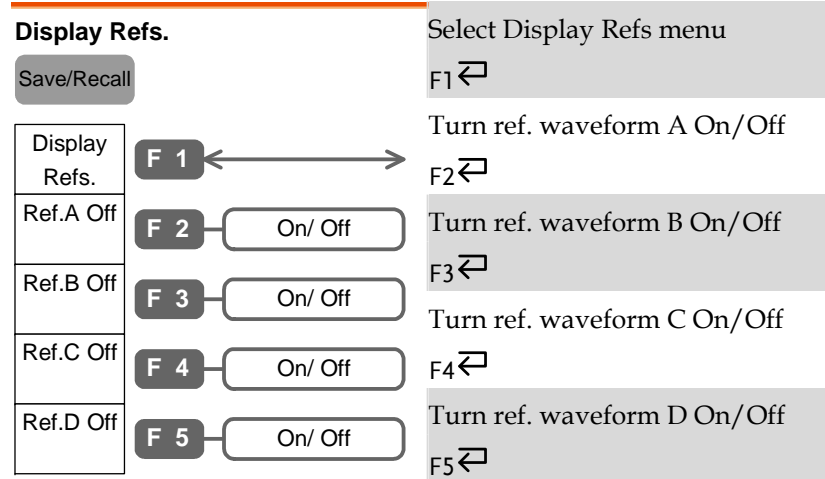 Display Refs.
Save/Recall
Display
Refs.
F 1
Ref.A Off
F 2
On/ Off
Ref.B Off
F 3
On/ Off
Ref.C Off
F 4
On/ Off
Ref.D Off
F 5
On/ Off
Select Display Refs menu
F1
Turn ref. waveform A On/Off
F2
Turn ref. waveform B On/Off
F3
Turn ref. waveform C On/Off
F4
Turn ref. waveform D On/Off
F5